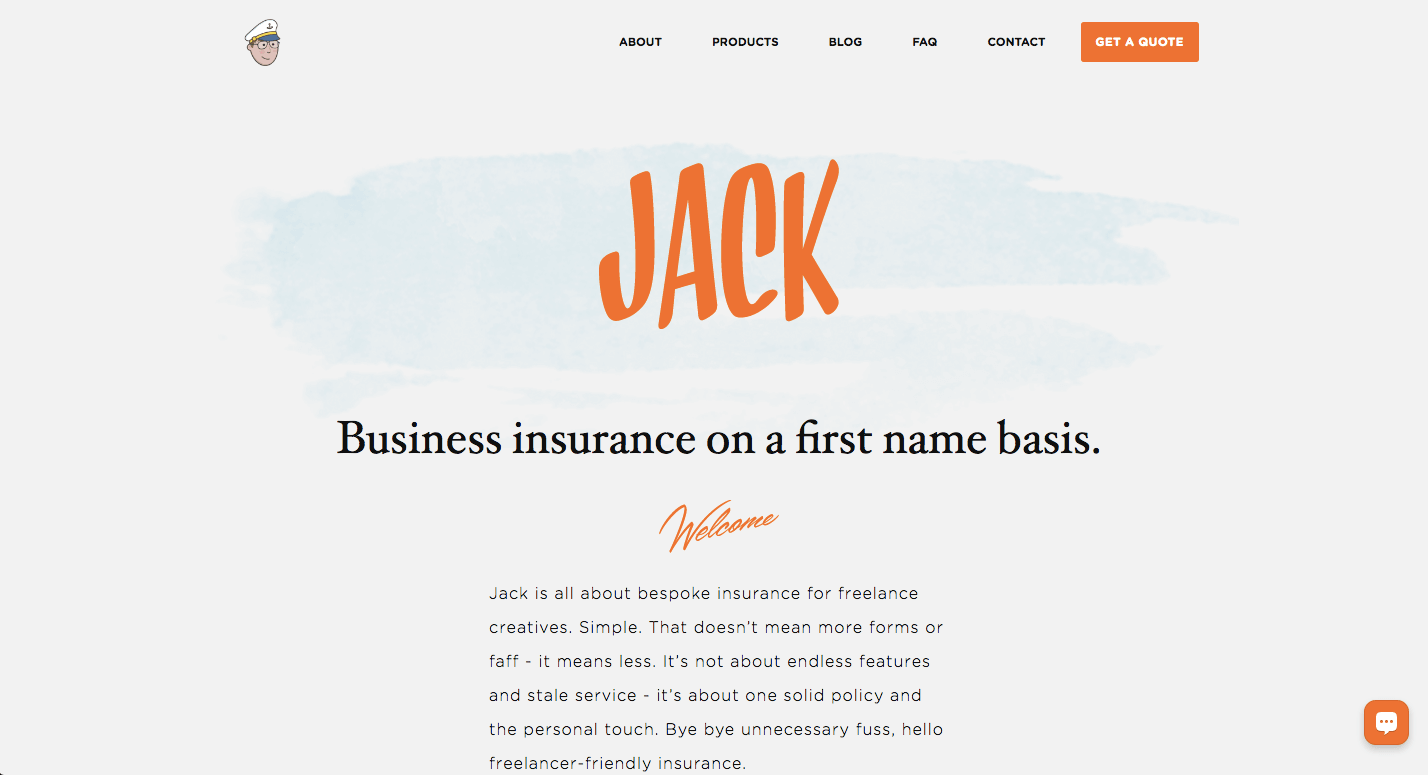 ABOUT PRODUCTS BLOG FAQ CONTACT GET A QUOTE
JACK
Business insurance on a first name basis.
Welcome
Jack is all about bespoke insurance for freelance
creatives. Simple. That doesn’t mean more forms or
faff - it means less. It’s not about endless features
and stale service - it’s about one solid policy and
the personal touch. Bye bye unnecessary fuss, hello
freelancer-friendly insurance.